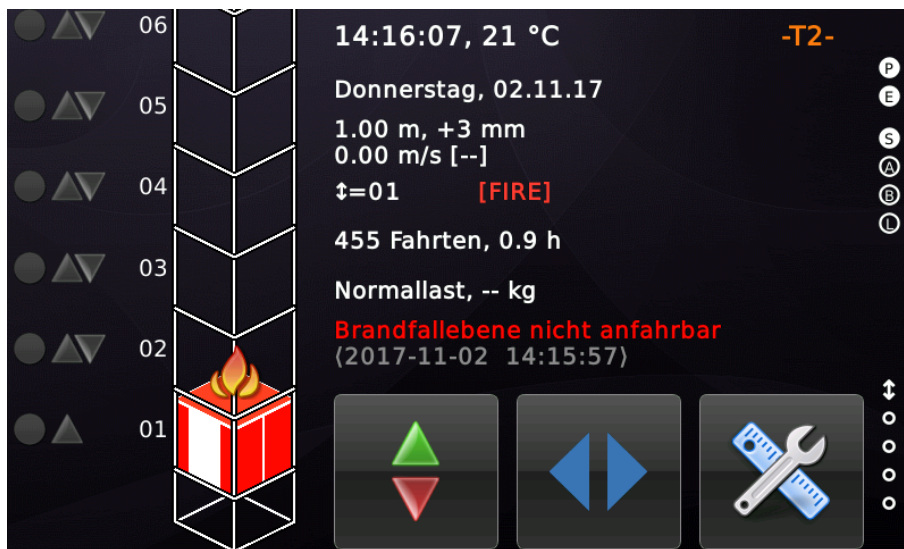 06
05
04
03
02
01
14:16:07, 21 °C
-T2-
Donnerstag, 02.11.17
1.00 m, +3 mm
0.00 m/s [--]
↕=01 [FIRE]
455 Fahrten, 0.9 h
Normallast, -- kg
Brandfallebene nicht anfahrbar
(2017-11-02 14:15:57)
P
E
S
A
B
L